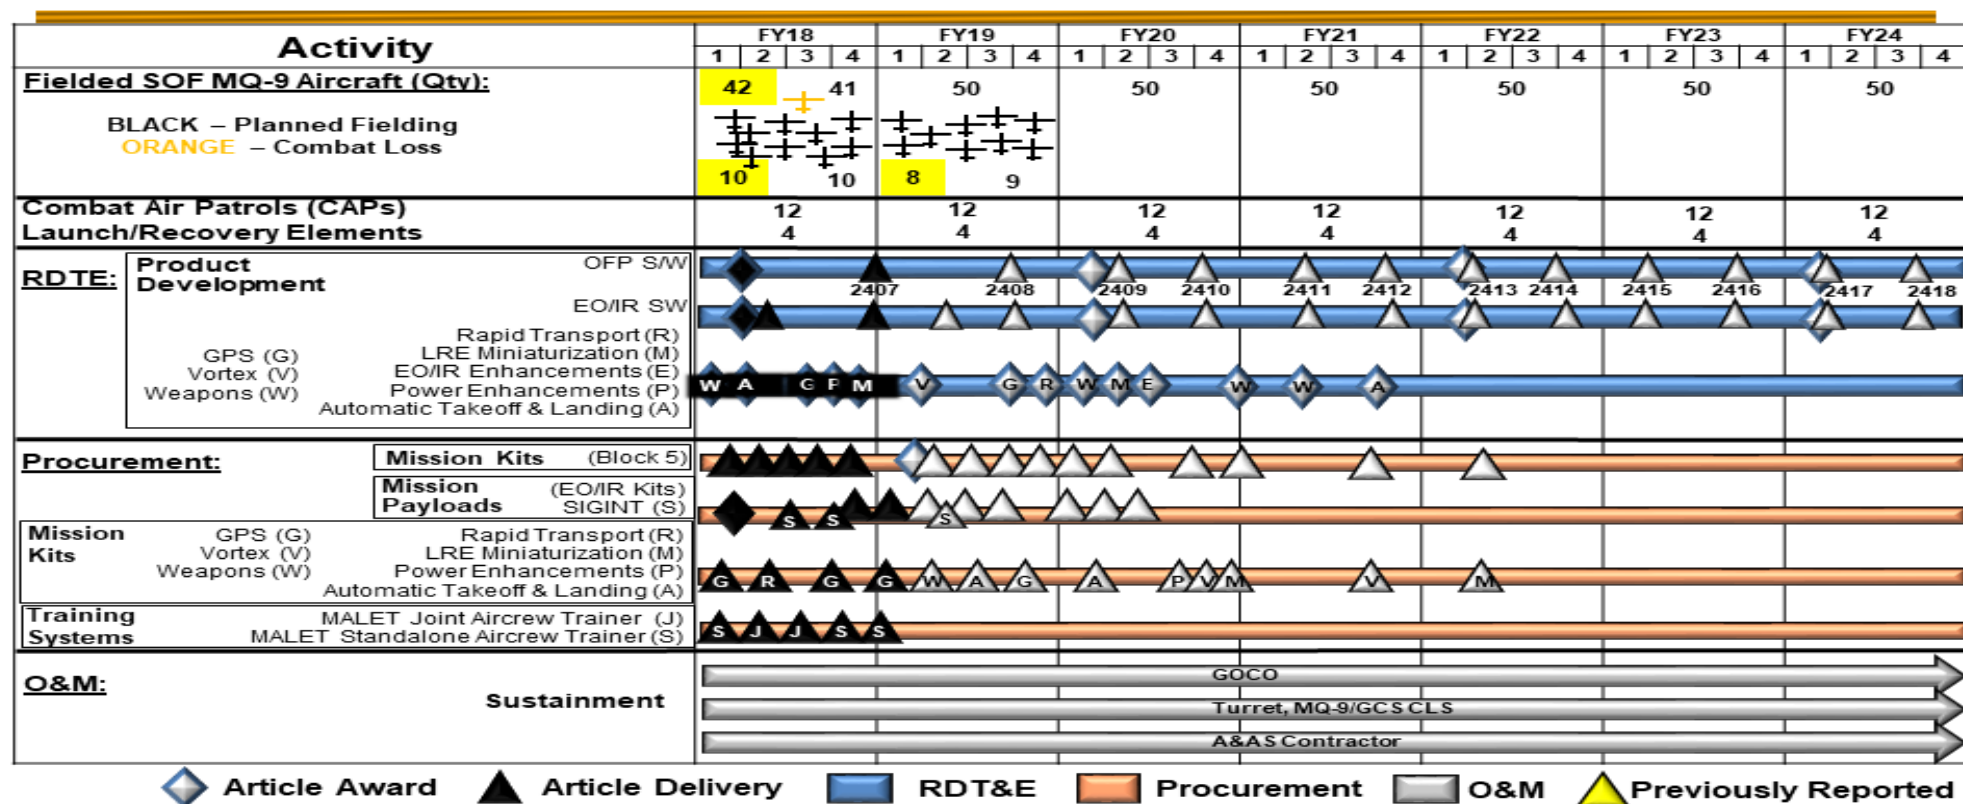 Activity
FY18 FY19 FY20 FY21 FY22 FY23 FY24
1 2 3 4 1 2 3 4 1 2 3 4 1 2 3 4 1 2 3 4 1 2 3 4 1 2 3 4
Fielded SOF MQ-9 Aircraft (Qty):
42 41 50 50 50 50 50 50
BLACK – Planned Fielding
ORANGE – Combat Loss
10 10 8 9
Combat Air Patrols (CAPs)
12 12 12 12 12 12 12
Launch/Recovery Elements
4 4 4 4 4 4 4
RDTE:
Product Development
OFP S/W
2407 2408 2409 2410 2411 2412 2413 2414 2415 2416 2417 2418
EO/IR SW
Rapid Transport (R)
GPS (G) LRE Miniaturization (M)
Vortex (V) EO/IR Enhancements (E)
Weapons (W) Power Enhancements (P)
W A G P M V G R W M E W W A
Automatic Takeoff & Landing (A)
Procurement:
Mission Kits (Block 5)
Mission Payloads
(EO/IR Kits)
SIGINT (S)
S S S
Mission Kits
GPS (G) Rapid Transport (R)
Vortex (V) LRE Miniaturization (M)
Weapons (W) Power Enhancements (P)
G R G G W A G A P V M V M
Automatic Takeoff & Landing (A)
Training Systems
MALET Joint Aircrew Trainer (J)
MALET Standalone Aircrew Trainer (S)
S J J S S
O&M:
Sustainment
GOCO
Turret, MQ-9/GCS CLS
A&AS Contractor
Article Award Article Delivery RDT&E Procurement O&M Previously Reported